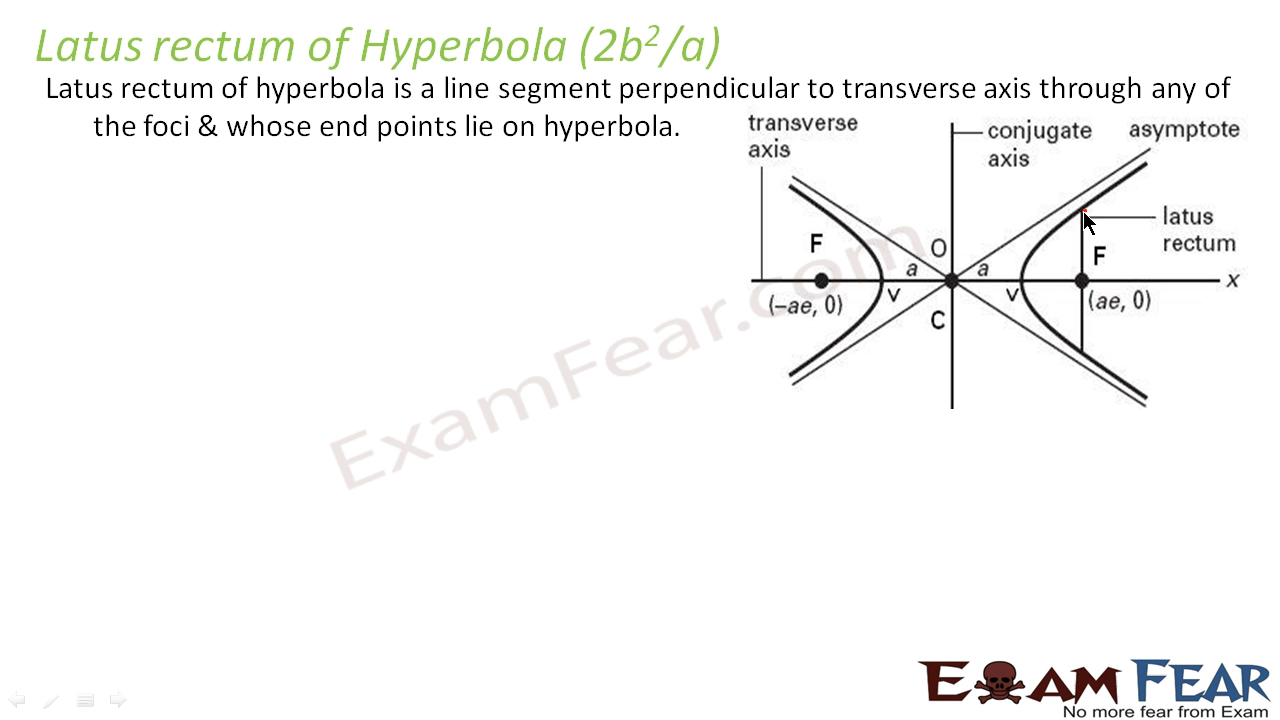 Latus rectum of Hyperbola (2b²/a)
Latus rectum of hyperbola is a line segment perpendicular to transverse axis through any of
the foci & whose end points lie on hyperbola.
transverse
axis
conjugate
axis
asymptote
latus
rectum
F
O
F
a
a
x
(–ae, 0)
V
V
(ae, 0)
C
ExamFear.com
EXAM FEAR
No more fear from Exam